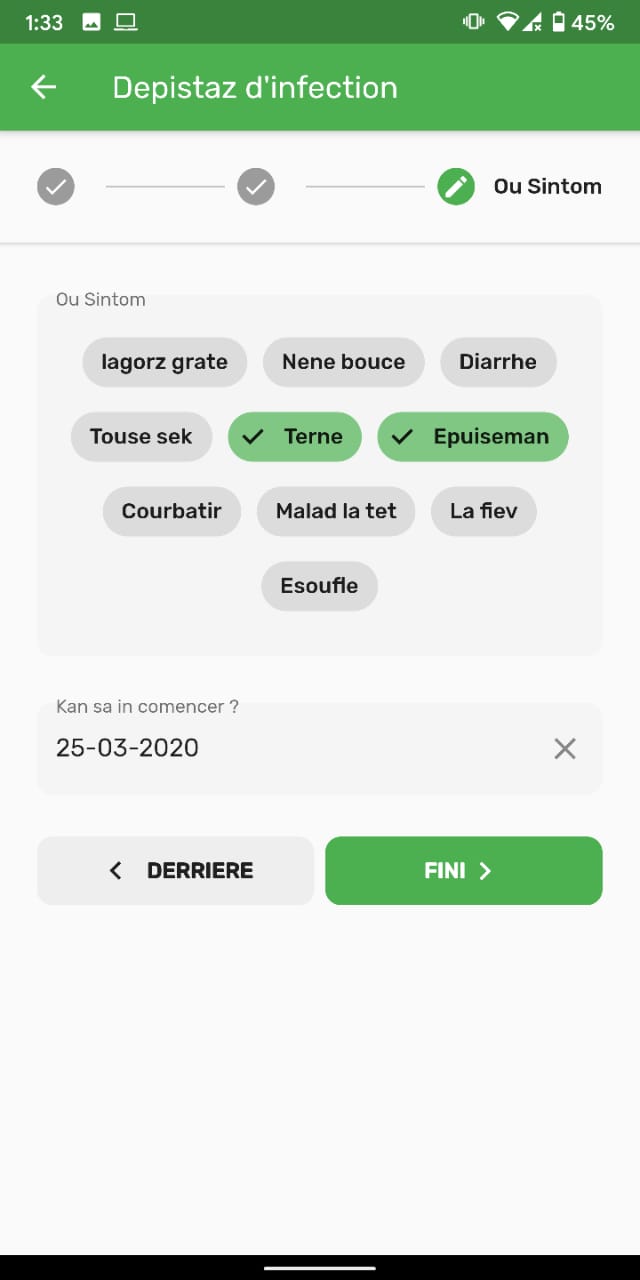 1:33 45%
Depistaz d'infection
Ou Sintom
Ou Sintom
lagorz grate Nene bouce Diarrhe
Touse sek Terne Epuiseman
Courbatir Malad la tet La fiev
Esoufle
Kan sa in comencer ?
25-03-2020
DERRIERE FINI